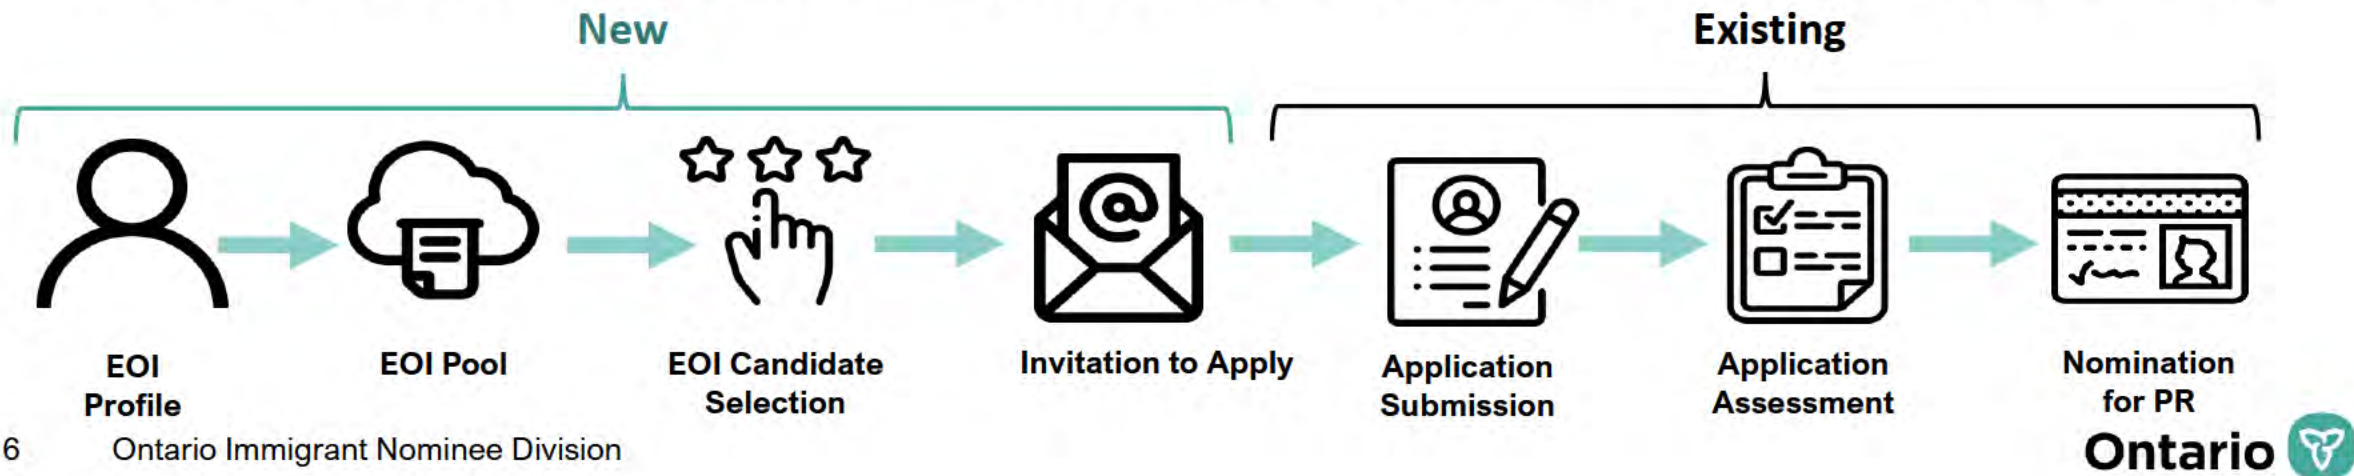 New
Existing
EOI
Profile
EOI Pool
EOI Candidate
Selection
Invitation to Apply
Application
Submission
Application
Assessment
Nomination
for PR
6 Ontario Immigrant Nominee Division
Ontario